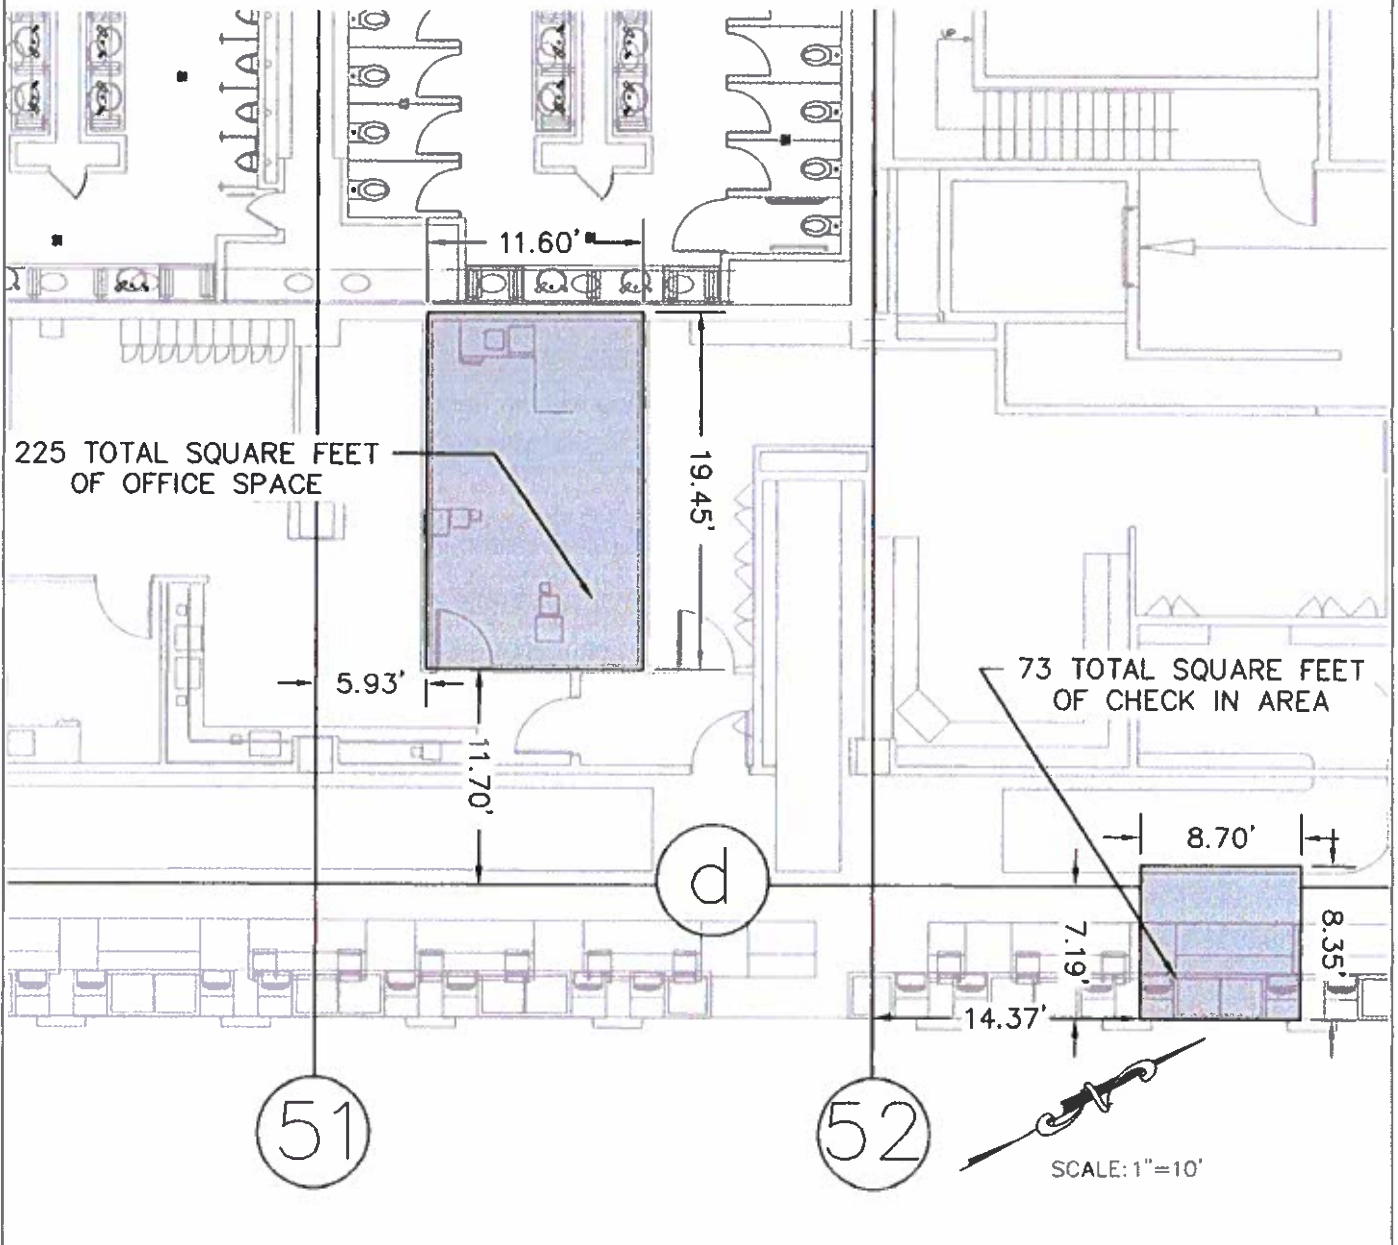 11.60'
225 TOTAL SQUARE FEET
OF OFFICE SPACE
19.45'
5.93'
11.70'
73 TOTAL SQUARE FEET
OF CHECK IN AREA
d
8.70'
8.35'
7.19'
14.37'
51
52
SCALE: 1"=10'